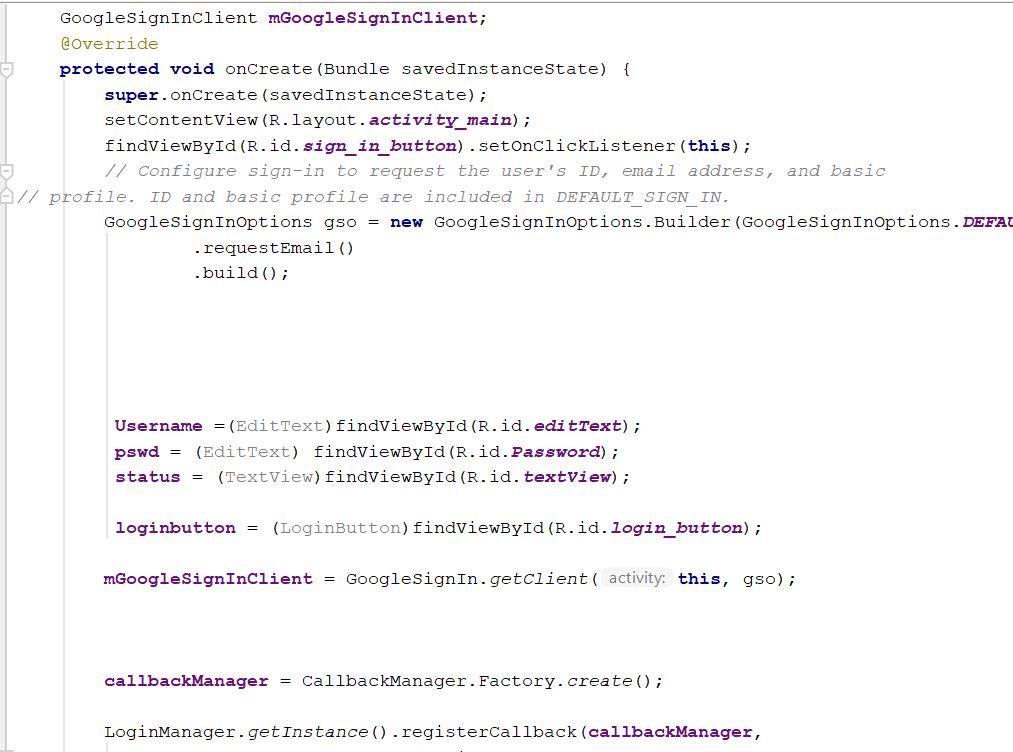 GoogleSignInClient mGoogleSignInClient;
@Override
protected void onCreate(Bundle savedInstanceState) {
super.onCreate(savedInstanceState);
setContentView(R.layout.activity_main);
findViewById(R.id.sign_in_button).setOnClickListener(this);
// Configure sign-in to request the user's ID, email address, and basic
// profile. ID and basic profile are included in DEFAULT_SIGN_IN.
GoogleSignInOptions gso = new GoogleSignInOptions.Builder(GoogleSignInOptions.DEFAU
.requestEmail()
.build();
Username =(EditText)findViewById(R.id.editText);
pswd = (EditText) findViewById(R.id.Password);
status = (TextView)findViewById(R.id.textView);
loginbutton = (LoginButton)findViewById(R.id.login_button);
mGoogleSignInClient = GoogleSignIn.getClient( activity: this, gso);
callbackManager = CallbackManager.Factory.create();
LoginManager.getInstance().registerCallback(callbackManager,